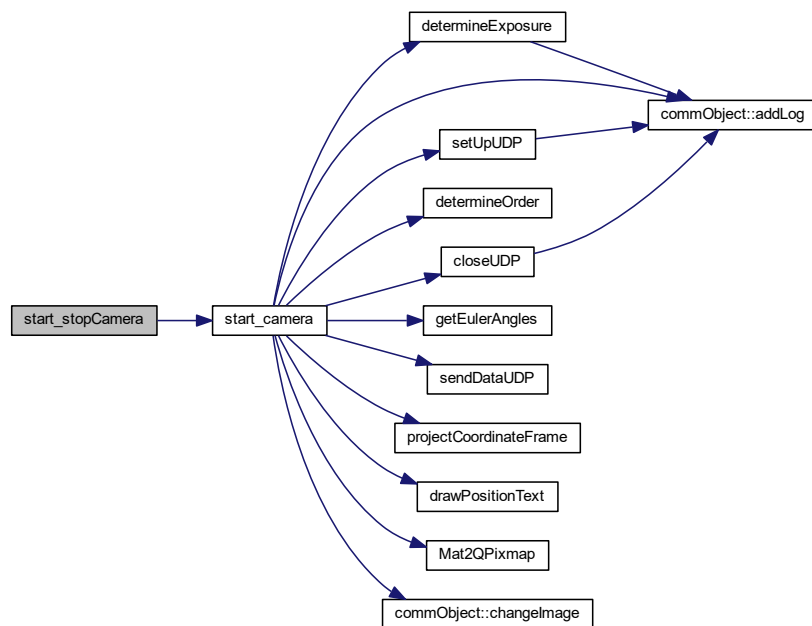 determineExposure
commObject::addLog
setUpUDP
determineOrder
closeUDP
start_stopCamera
start_camera
getEulerAngles
sendDataUDP
projectCoordinateFrame
drawPositionText
Mat2QPixmap
commObject::changeImage